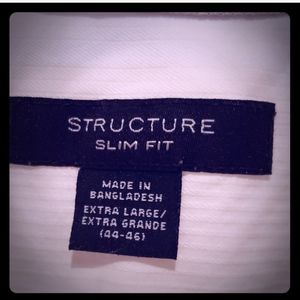 STRUCTURE
SLIM FIT
MADE IN
BANGLADESH
EXTRA LARGE/
EXTRA GRANDE
(44-46)